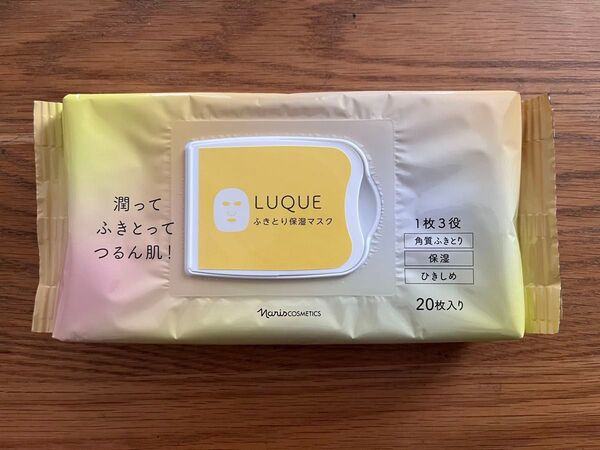 潤って
ふきとって
つるん肌!
LUQUE
ふきとり保湿マスク
1枚3役
角質ふきとり
保湿
ひきしめ
20枚入り
naris COSMETICS